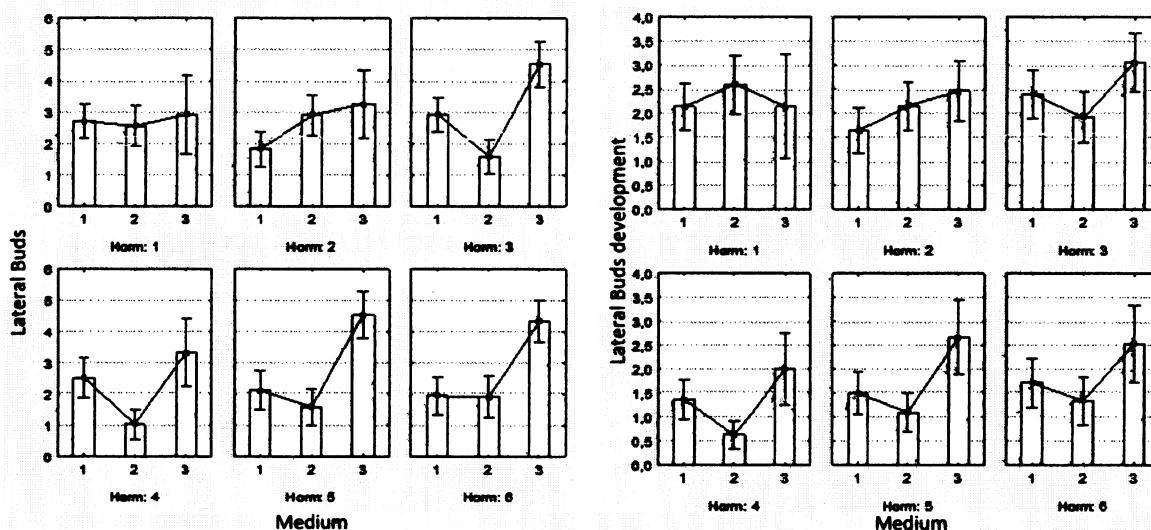 Lateral Buds
6
5
4
3
2
1
0
1 2 3
Horm: 1
1 2 3
Horm: 2
1 2 3
Horm: 3
6
5
4
3
2
1
0
1 2 3
Horm: 4
1 2 3
Horm: 5
1 2 3
Horm: 6
Medium
Lateral Buds development
4,0
3,5
3,0
2,5
2,0
1,5
1,0
0,5
0,0
1 2 3
Horm: 1
1 2 3
Horm: 2
1 2 3
Horm: 3
4,0
3,5
3,0
2,5
2,0
1,5
1,0
0,5
0,0
1 2 3
Horm: 4
1 2 3
Horm: 5
1 2 3
Horm: 6
Medium